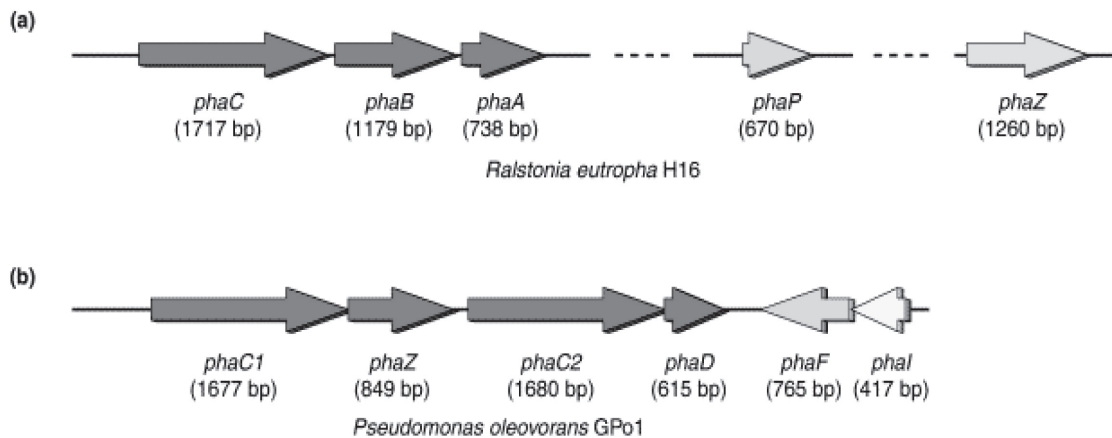 (a)
phaC phaB phaA phaP phaZ
(1717 bp) (1179 bp) (738 bp) (670 bp) (1260 bp)
Ralstonia eutropha H16
(b)
phaC1 phaZ phaC2 phaD phaF phaI
(1677 bp) (849 bp) (1680 bp) (615 bp) (765 bp) (417 bp)
Pseudomonas oleovorans GPo1